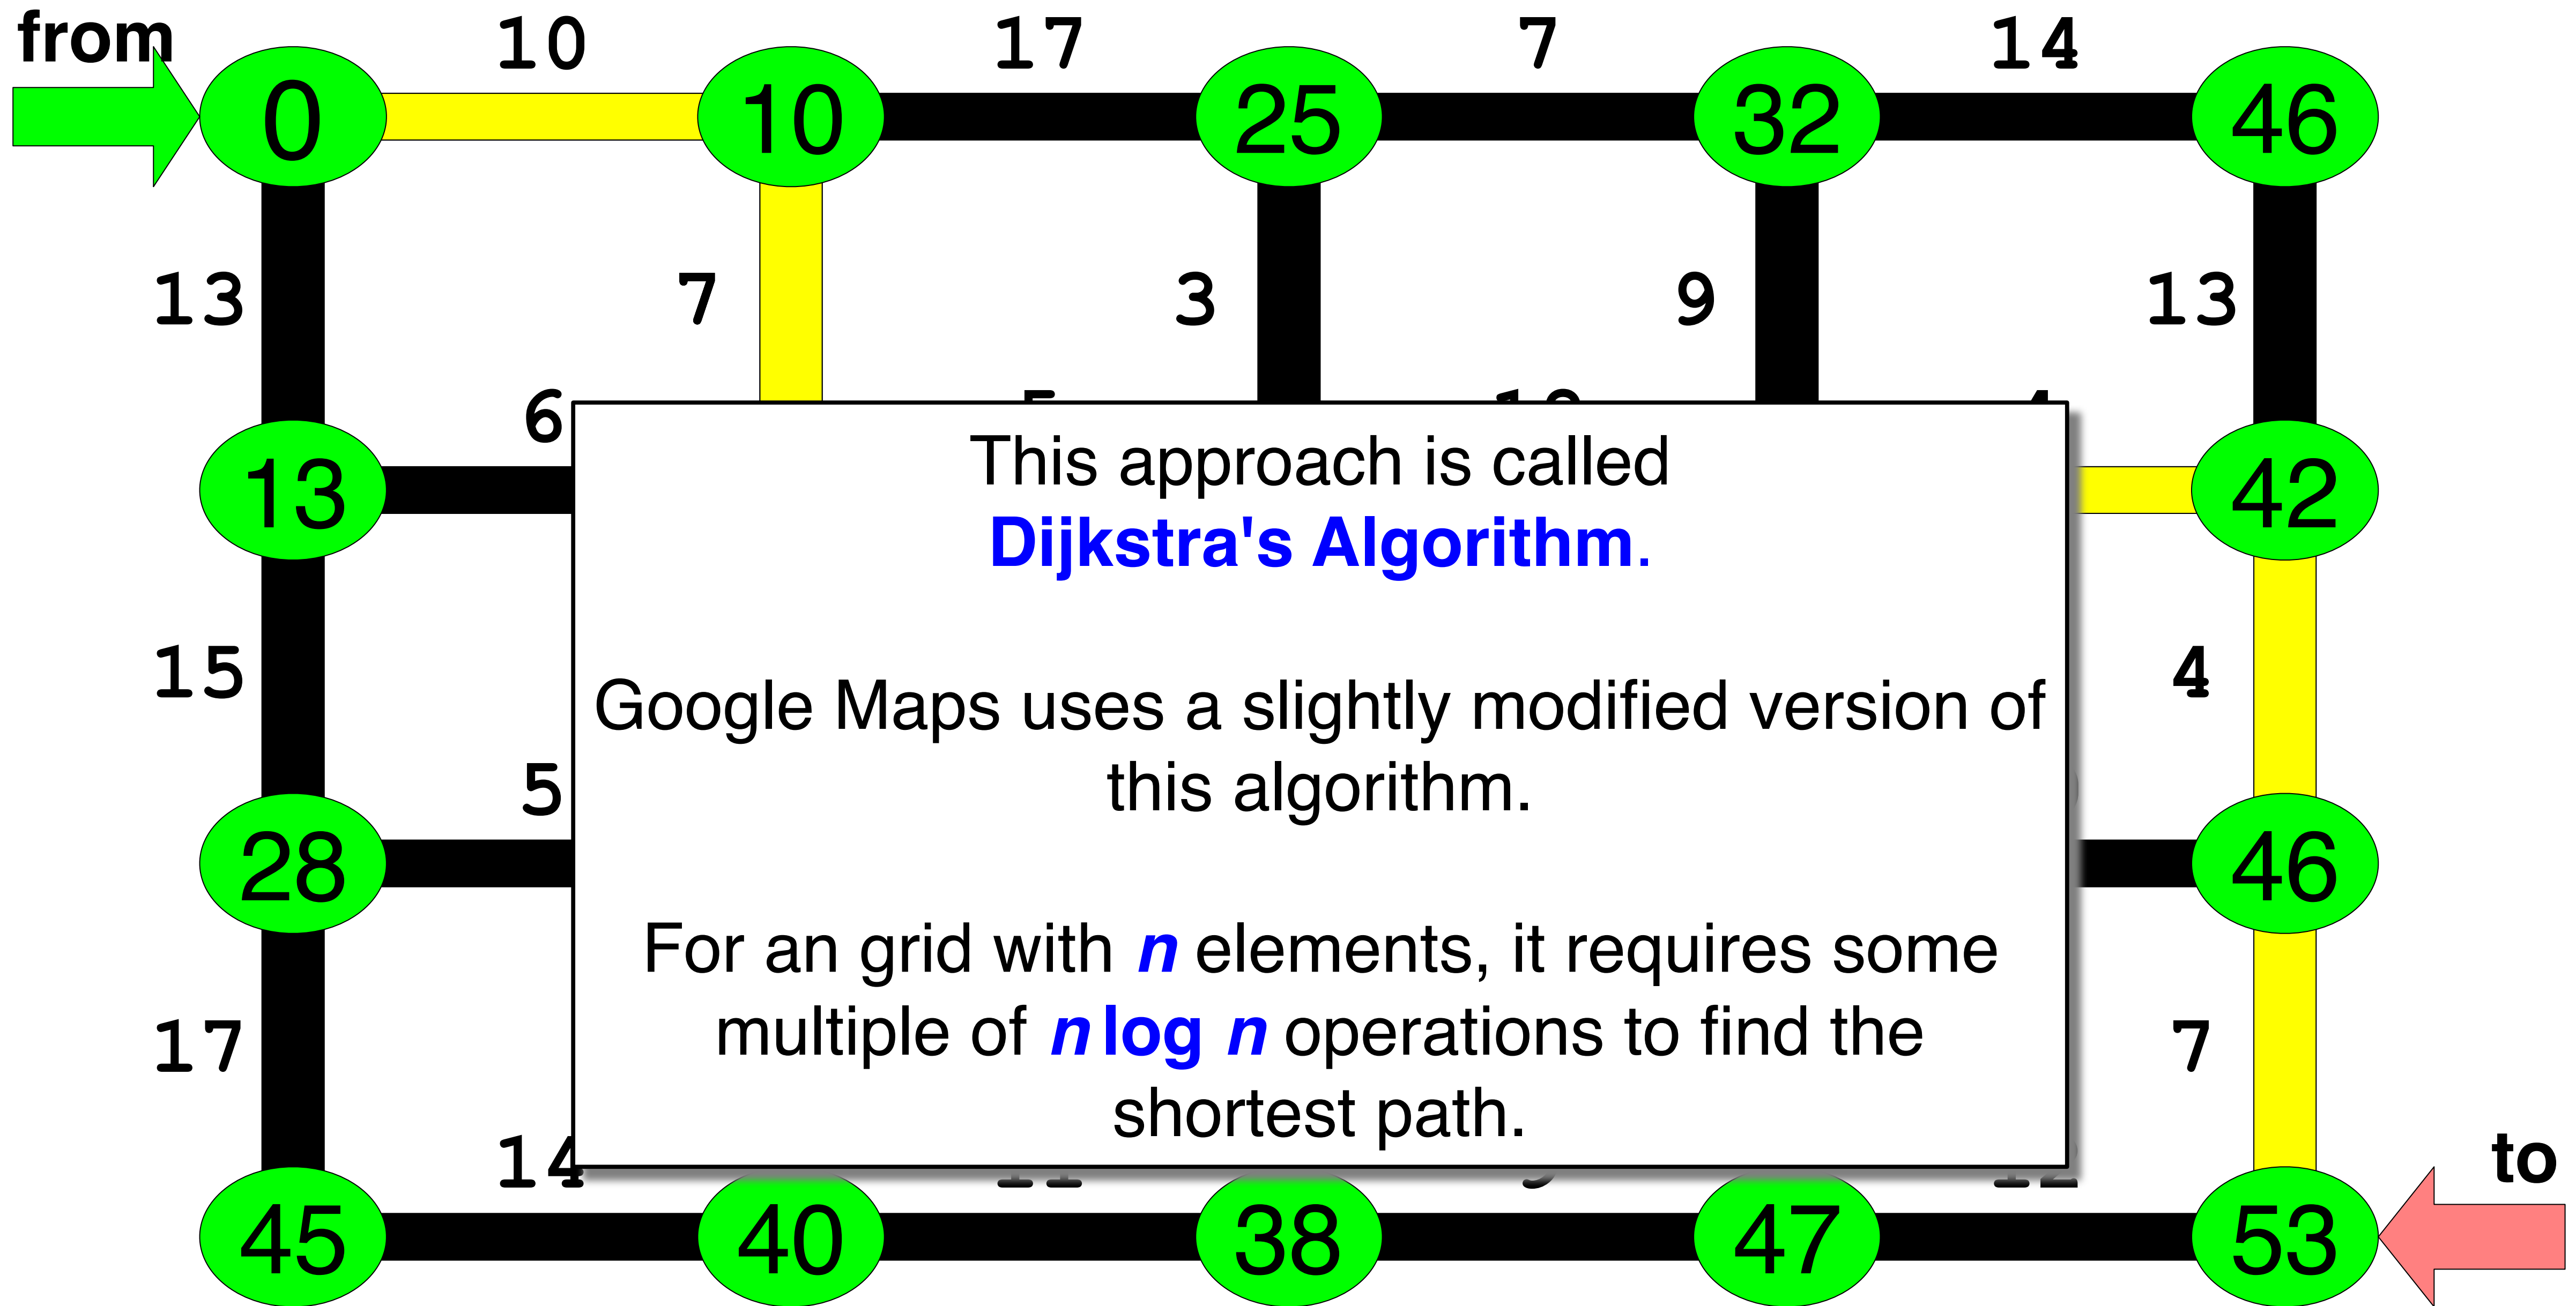 from
10 17 7 14
0 10 25 32 46
13 7 3 9 13
6
13 42
This approach is called
Dijkstra's Algorithm.
15 4
Google Maps uses a slightly modified version of
this algorithm.
5
28 46
For an grid with n elements, it requires some
multiple of n log n operations to find the
shortest path.
17 7
14 to
45 40 38 47 53